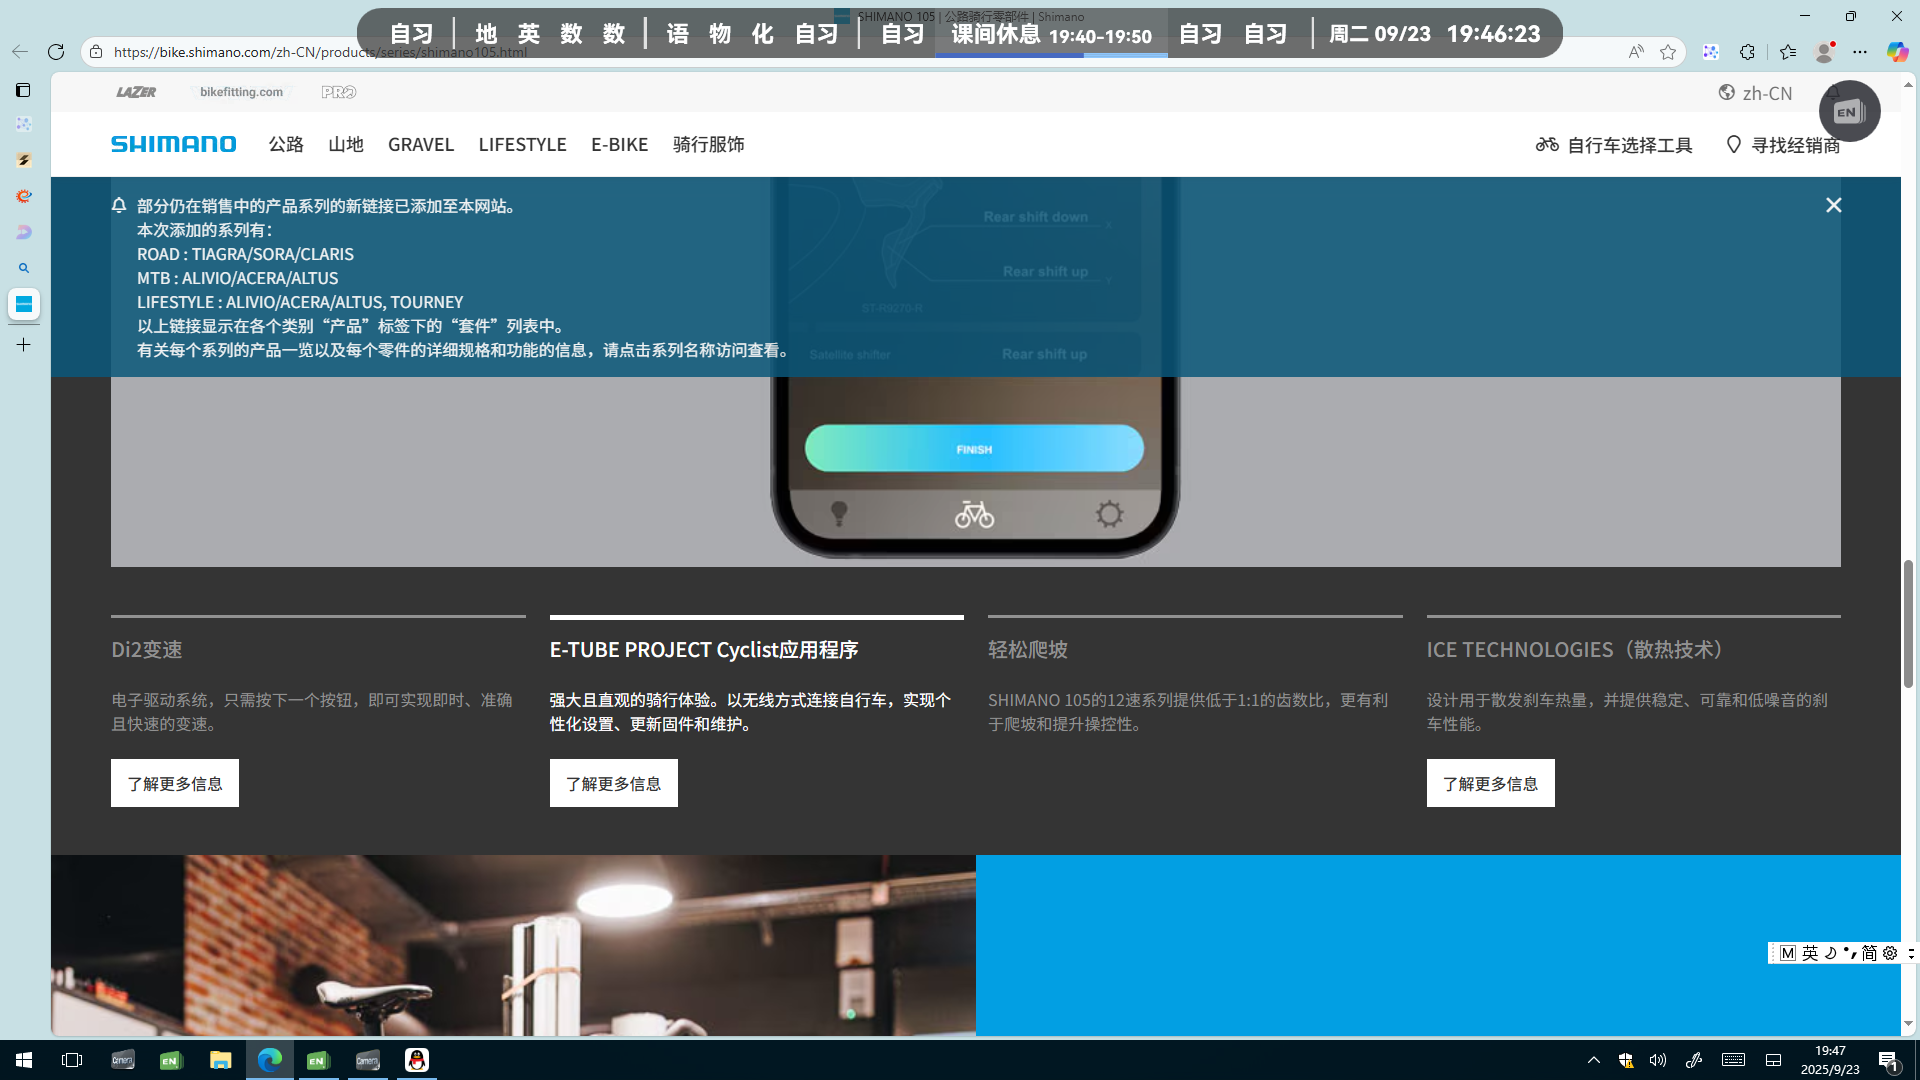 SHIMANO 105 | 公路骑行零部件 | Shimano
自习 地 英 数 数 语 物 化 自习 自习 课间休息 19:40-19:50 自习 自习 周二 09/23 19:46:23
https://bike.shimano.com/zh-CN/products/series/shimano105.html
LAZER bikefitting.com PRO zh-CN
EN
SHIMANO 公路 山地 GRAVEL LIFESTYLE E-BIKE 骑行服饰 自行车选择工具 寻找经销商
部分仍在销售中的产品系列的新链接已添加至本网站。
本次添加的系列有：
ROAD : TIAGRA/SORA/CLARIS
MTB : ALIVIO/ACERA/ALTUS
LIFESTYLE : ALIVIO/ACERA/ALTUS, TOURNEY
以上链接显示在各个类别“产品”标签下的“套件”列表中。
有关每个系列的产品一览以及每个零件的详细规格和功能的信息，请点击系列名称访问查看。
Rear shift down
X
Rear shift up
Y
ST-R9270-R
Satellite shifter Rear shift up
FINISH
Di2变速
电子驱动系统，只需按下一个按钮，即可实现即时、准确
且快速的变速。
了解更多信息
E-TUBE PROJECT Cyclist应用程序
强大且直观的骑行体验。以无线方式连接自行车，实现个
性化设置、更新固件和维护。
了解更多信息
轻松爬坡
SHIMANO 105的12速系列提供低于1:1的齿数比，更有利
于爬坡和提升操控性。
ICE TECHNOLOGIES（散热技术）
设计用于散发刹车热量，并提供稳定、可靠和低噪音的刹
车性能。
了解更多信息
M 英 简
Camera EN EN Camera
19:47
2025/9/23
1